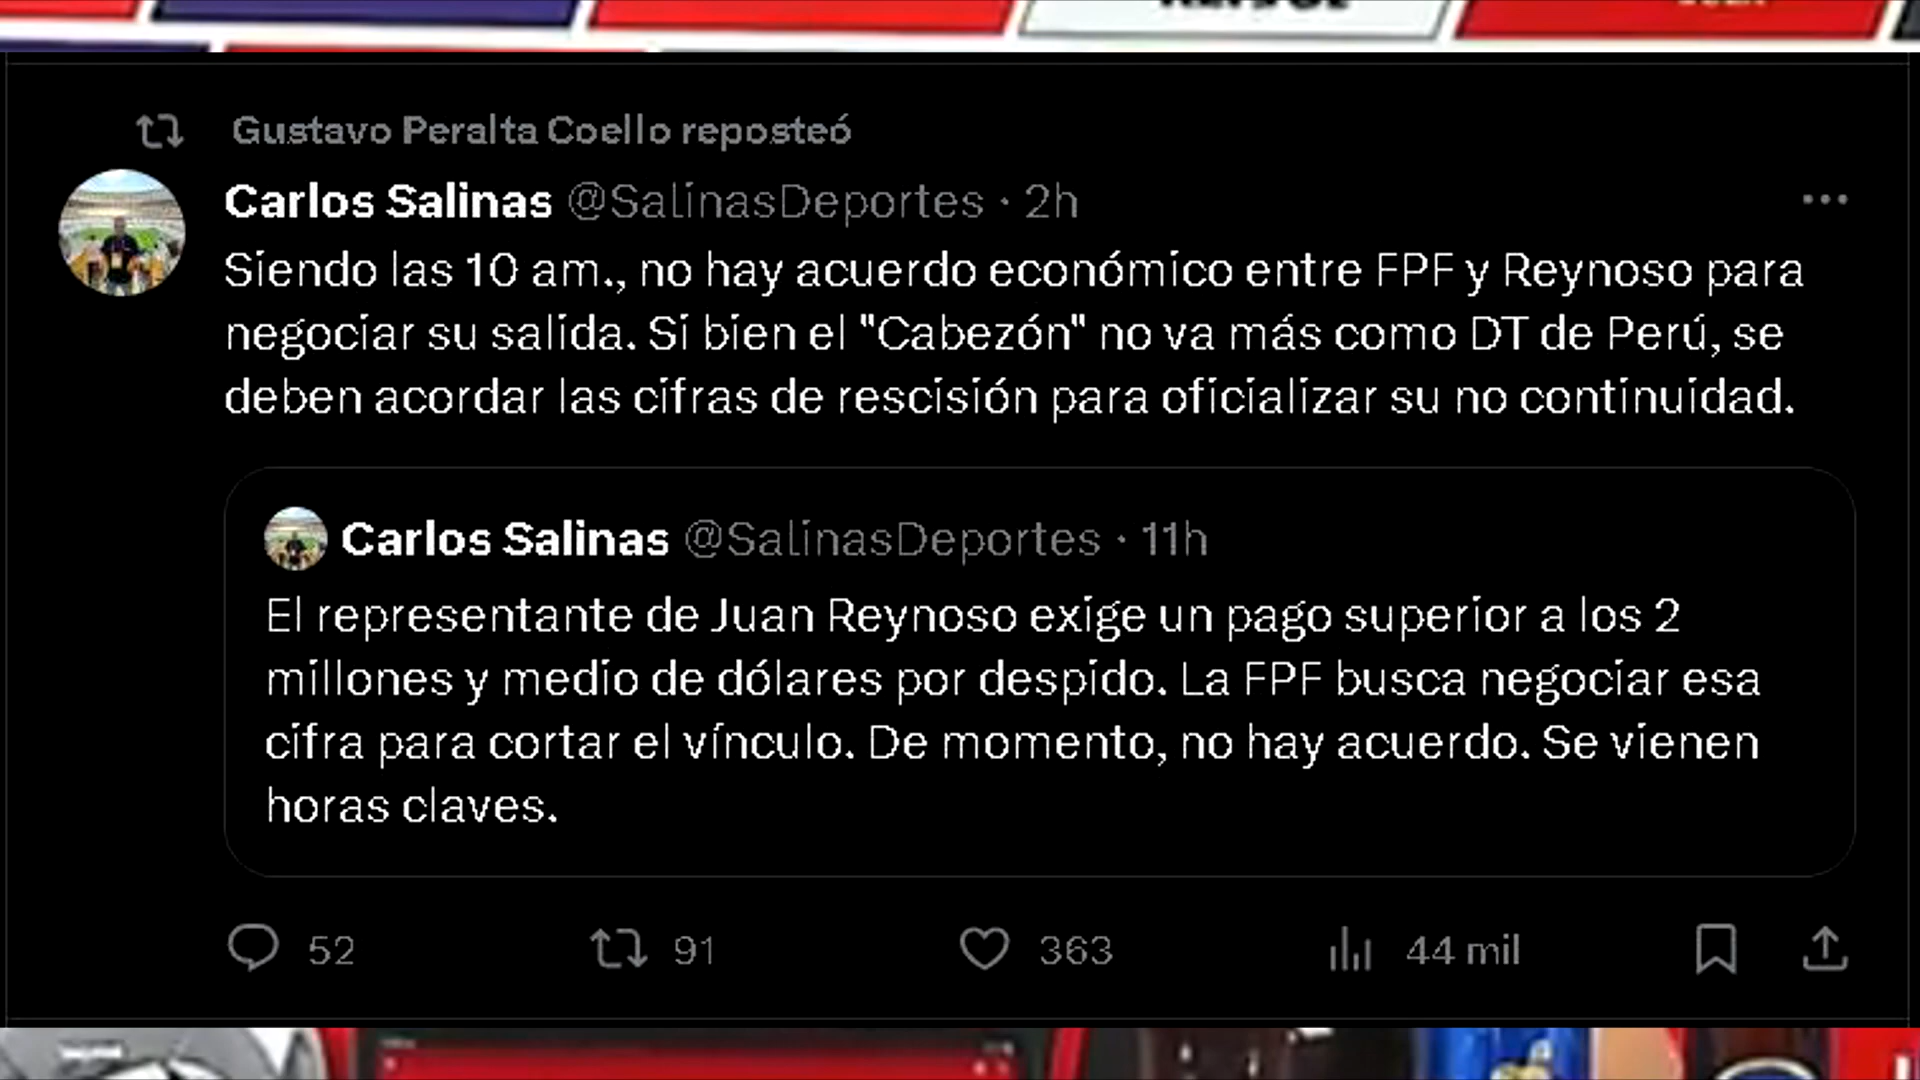 Gustavo Peralta Coello reposteó
Carlos Salinas @SalinasDeportes · 2h
Siendo las 10 am., no hay acuerdo económico entre FPF y Reynoso para
negociar su salida. Si bien el "Cabezón" no va más como DT de Perú, se
deben acordar las cifras de rescisión para oficializar su no continuidad.
Carlos Salinas @SalinasDeportes · 11h
El representante de Juan Reynoso exige un pago superior a los 2
millones y medio de dólares por despido. La FPF busca negociar esa
cifra para cortar el vínculo. De momento, no hay acuerdo. Se vienen
horas claves.
52 91 363 44 mil